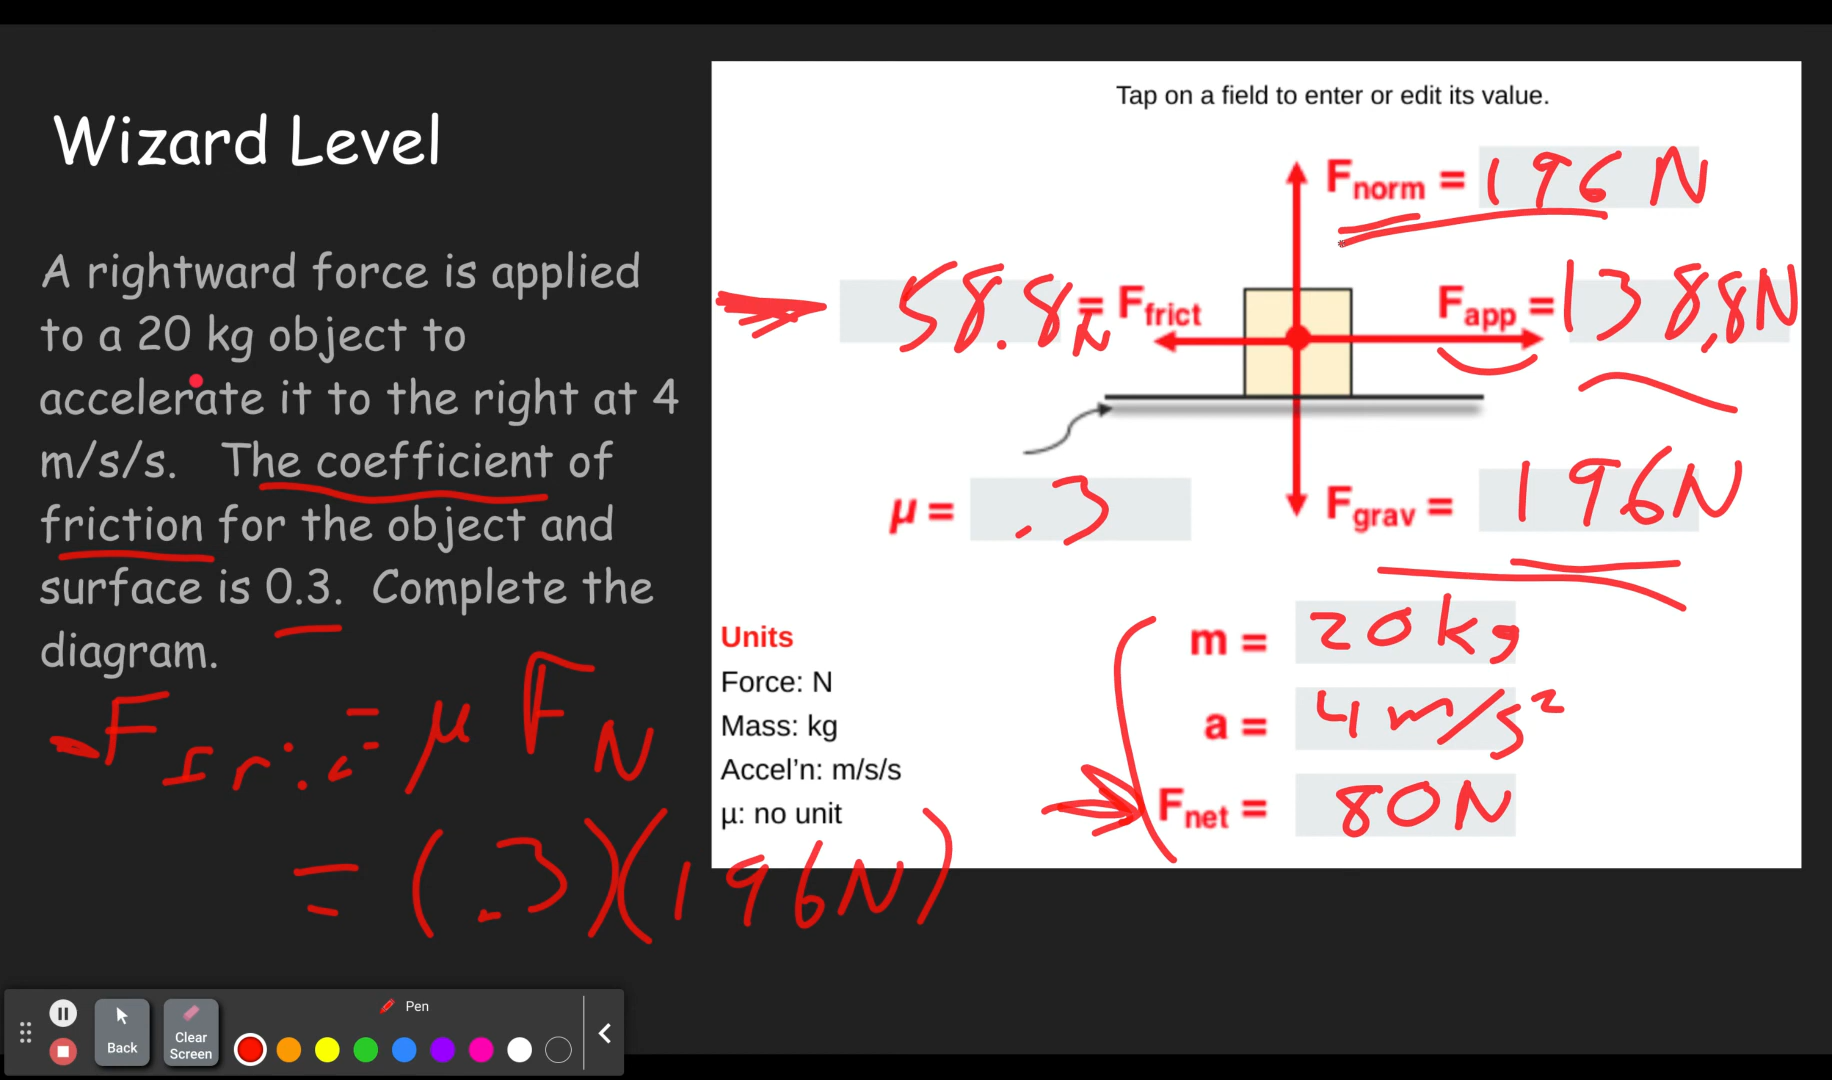 Wizard Level
A rightward force is applied
to a 20 kg object to
accelerate it to the right at 4
m/s/s. The coefficient of
friction for the object and
surface is 0.3. Complete the
diagram.
Ffric = μ FN
= (.3)(196N)
Tap on a field to enter or edit its value.
Fnorm = 196 N
58.8N = Ffrict
Fapp = 138.8N
μ = .3
Fgrav = 196N
Units
Force: N
Mass: kg
Accel'n: m/s/s
μ: no unit
m = 20kg
a = 4m/s²
Fnet = 80N
Back
Clear
Screen
Pen